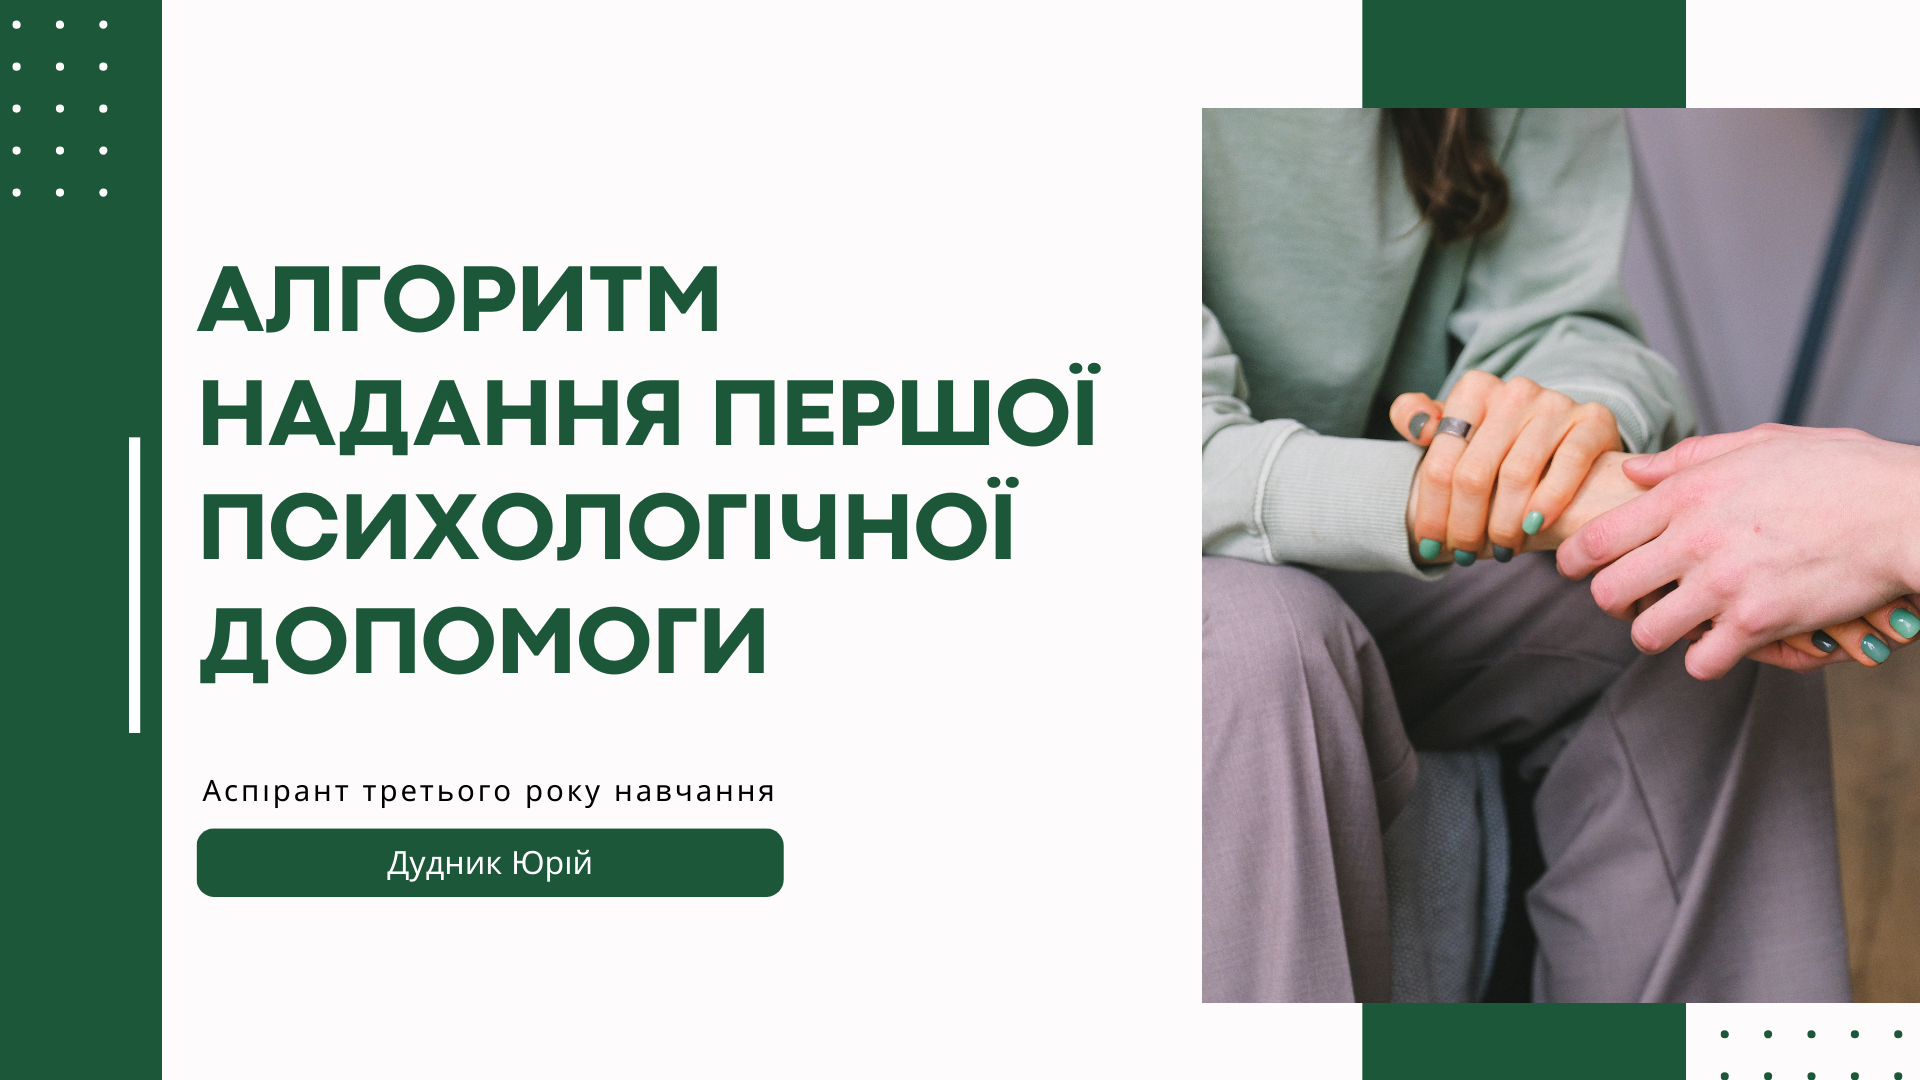 АЛГОРИТМ
НАДАННЯ ПЕРШОЇ
ПСИХОЛОГІЧНОЇ
ДОПОМОГИ
Аспірант третього року навчання
Дудник Юрій